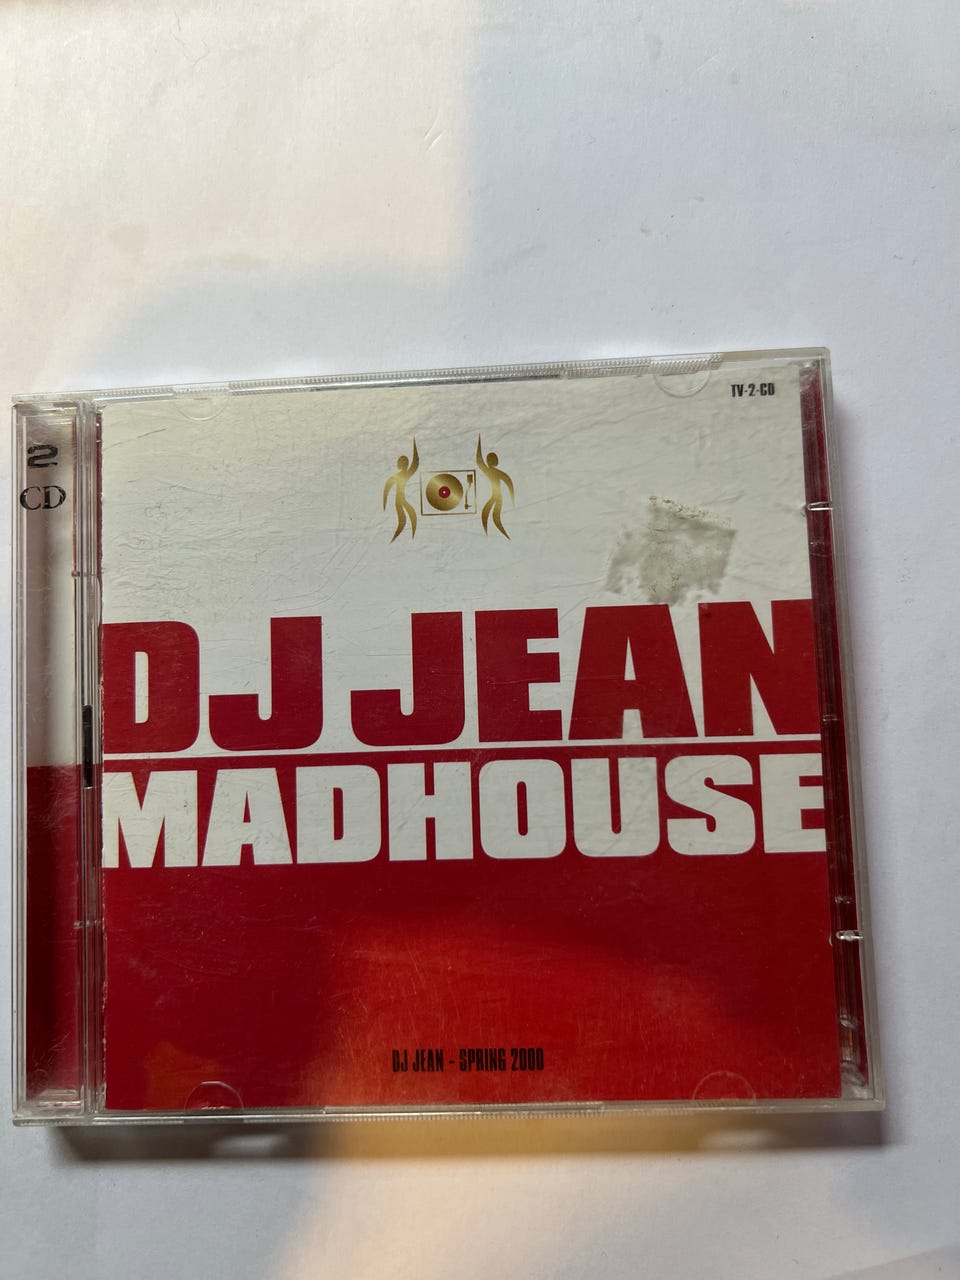 TV-2-CD
2
CD
DJ JEAN
MADHOUSE
DJ JEAN - SPRING 2000